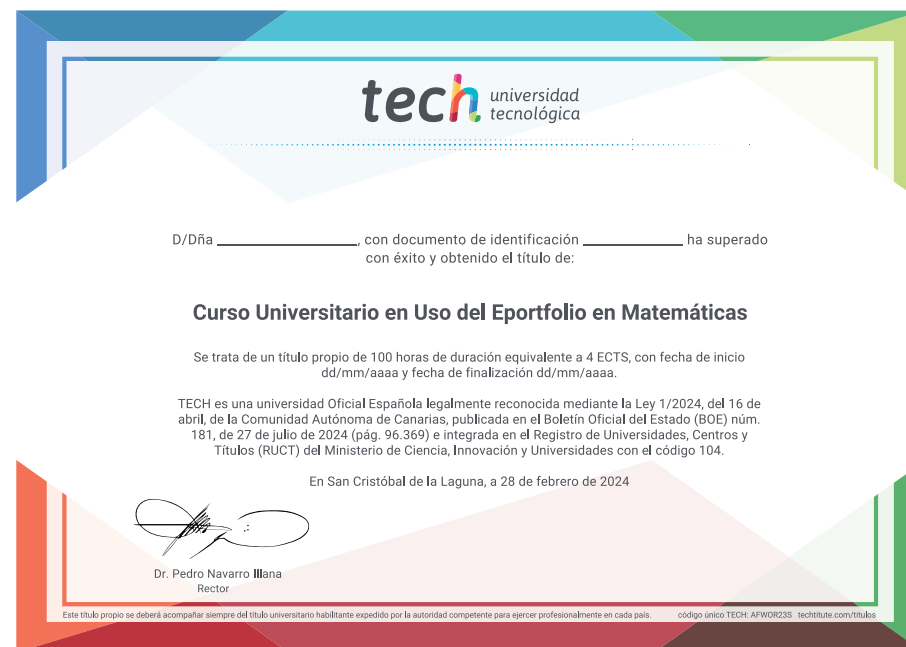 tech universidad
tecnológica
D/Dña ________________, con documento de identificación ____________ ha superado
con éxito y obtenido el título de:
Curso Universitario en Uso del Eportfolio en Matemáticas
Se trata de un título propio de 100 horas de duración equivalente a 4 ECTS, con fecha de inicio
dd/mm/aaaa y fecha de finalización dd/mm/aaaa.
TECH es una universidad Oficial Española legalmente reconocida mediante la Ley 1/2024, del 16 de
abril, de la Comunidad Autónoma de Canarias, publicada en el Boletín Oficial del Estado (BOE) núm.
181, de 27 de julio de 2024 (pág. 96.369) e integrada en el Registro de Universidades, Centros y
Títulos (RUCT) del Ministerio de Ciencia, Innovación y Universidades con el código 104.
En San Cristóbal de la Laguna, a 28 de febrero de 2024
Dr. Pedro Navarro Illana
Rector
Este título propio se deberá acompañar siempre del título universitario habilitante expedido por la autoridad competente para ejercer profesionalmente en cada país. código único TECH: AFWOR23S techtitute.com/titulos